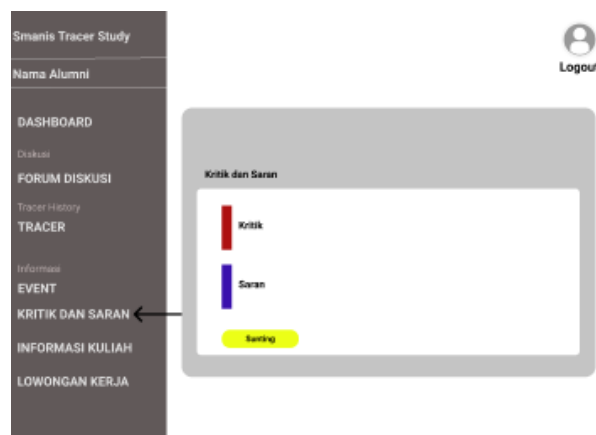 Smanis Tracer Study
Nama Alumni
Logout
DASHBOARD
Diskusi
FORUM DISKUSI
Tracer History
TRACER
Informasi
EVENT
KRITIK DAN SARAN
INFORMASI KULIAH
LOWONGAN KERJA
Kritik dan Saran
Kritik
Saran
Sunting